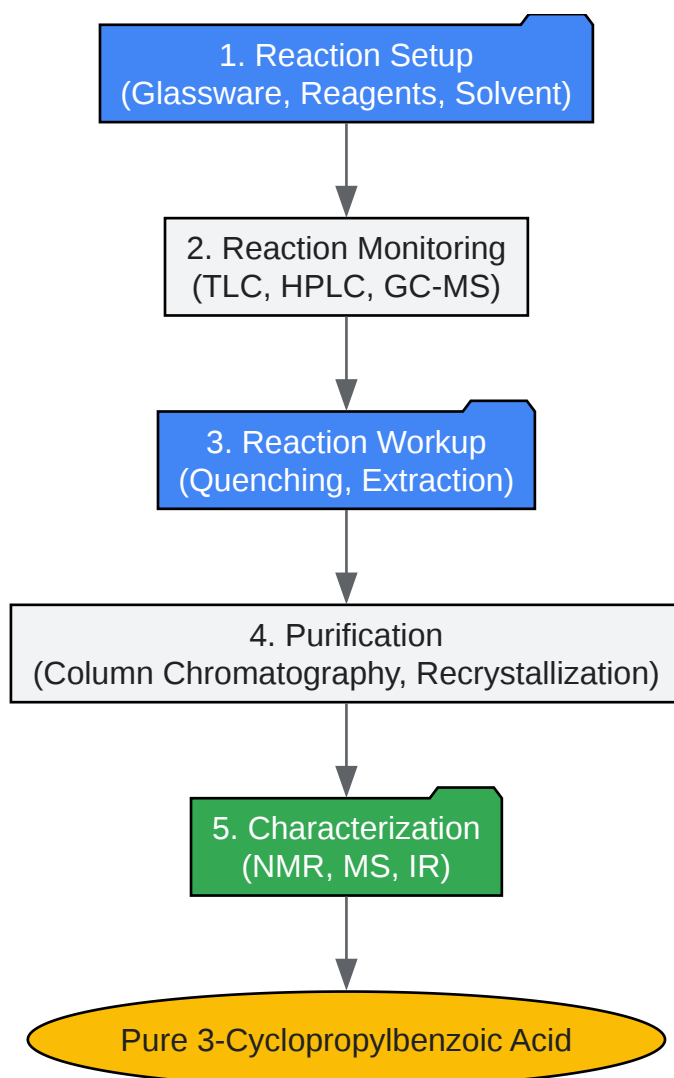 1. Reaction Setup
(Glassware, Reagents, Solvent)
2. Reaction Monitoring
(TLC, HPLC, GC-MS)
3. Reaction Workup
(Quenching, Extraction)
4. Purification
(Column Chromatography, Recrystallization)
5. Characterization
(NMR, MS, IR)
Pure 3-Cyclopropylbenzoic Acid